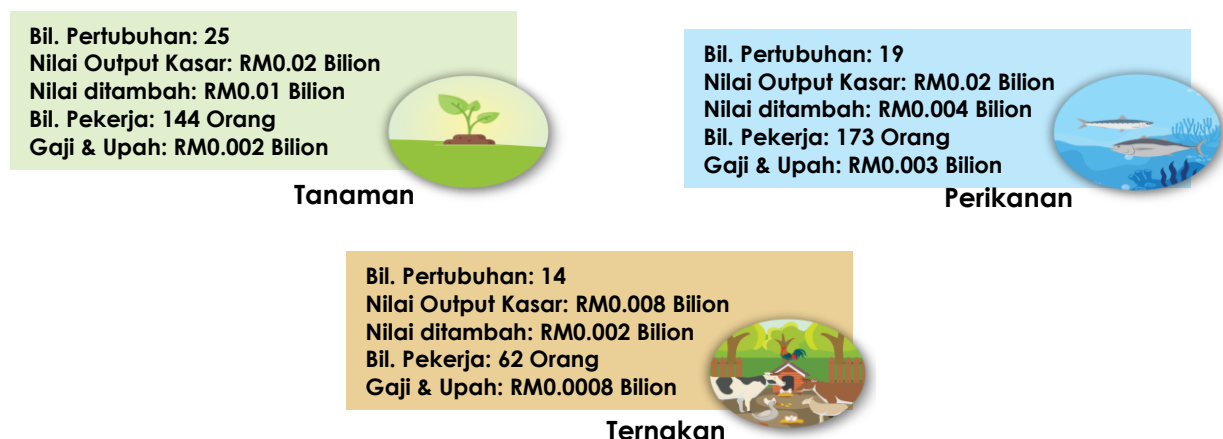 Bil. Pertubuhan: 25
Nilai Output Kasar: RM0.02 Bilion
Nilai ditambah: RM0.01 Bilion
Bil. Pekerja: 144 Orang
Gaji & Upah: RM0.002 Bilion
Tanaman
Bil. Pertubuhan: 19
Nilai Output Kasar: RM0.02 Bilion
Nilai ditambah: RM0.004 Bilion
Bil. Pekerja: 173 Orang
Gaji & Upah: RM0.003 Bilion
Perikanan
Bil. Pertubuhan: 14
Nilai Output Kasar: RM0.008 Bilion
Nilai ditambah: RM0.002 Bilion
Bil. Pekerja: 62 Orang
Gaji & Upah: RM0.0008 Bilion
Ternakan